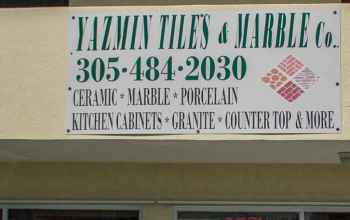 YAZMIN TILES & MARBLE Co..
305-484-2030
CERAMIC * MARBLE * PORCELAIN
KITCHEN CABINETS * GRANITE * COUNTER TOP & MORE